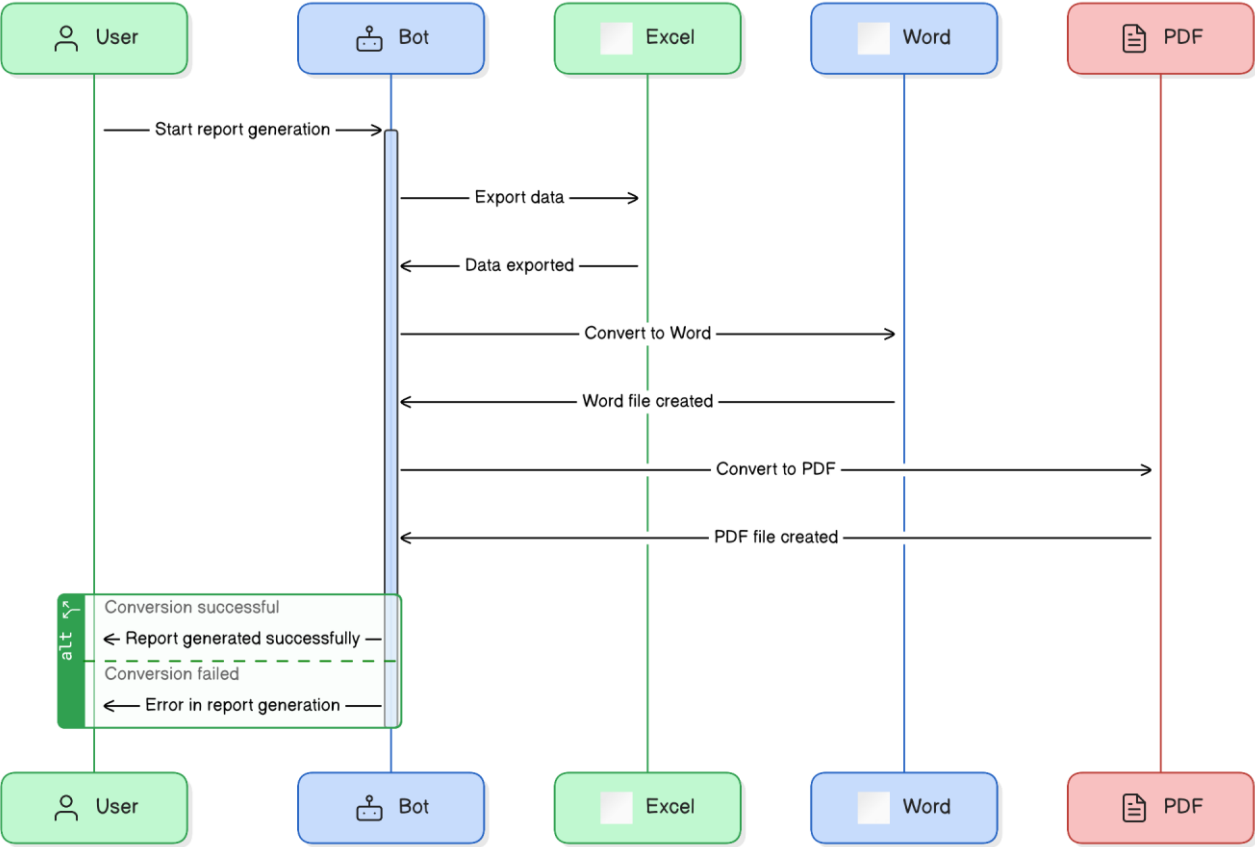 User
Bot
Excel
Word
PDF
Start report generation
Export data
Data exported
Convert to Word
Word file created
Convert to PDF
PDF file created
alt
Conversion successful
Report generated successfully
Conversion failed
Error in report generation
User
Bot
Excel
Word
PDF